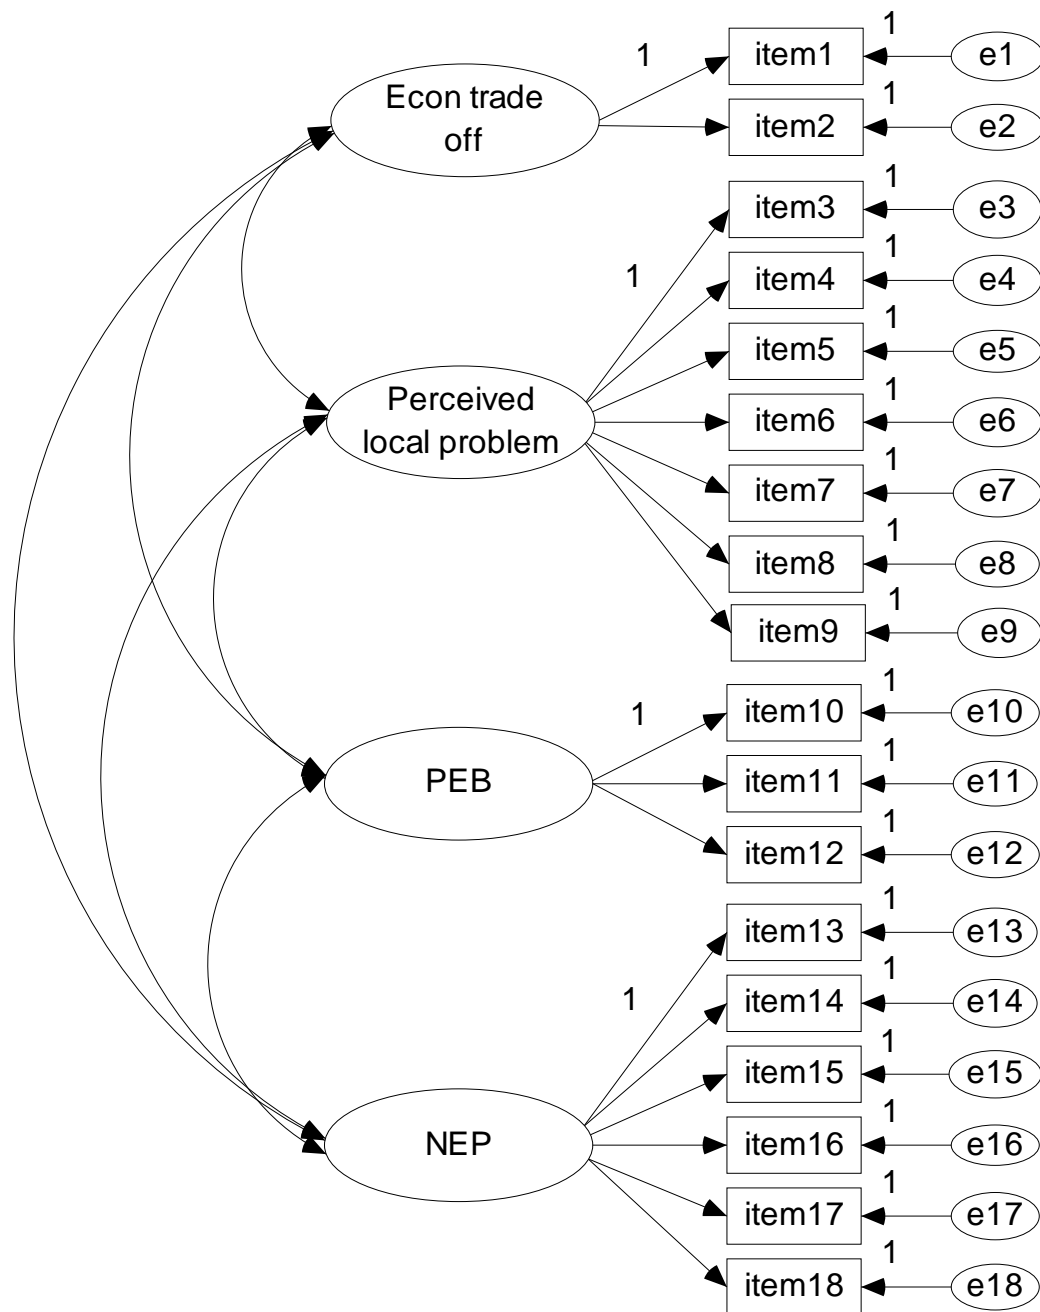 1 item1 1 e1
Econ trade
off
item2 1 e2
1 item3 1 e3
item4 1 e4
item5 1 e5
Perceived
local problem
item6 1 e6
item7 1 e7
item8 1 e8
item9 1 e9
1 item10 1 e10
PEB
item11 1 e11
item12 1 e12
1 item13 1 e13
item14 1 e14
item15 1 e15
NEP
item16 1 e16
item17 1 e17
item18 1 e18